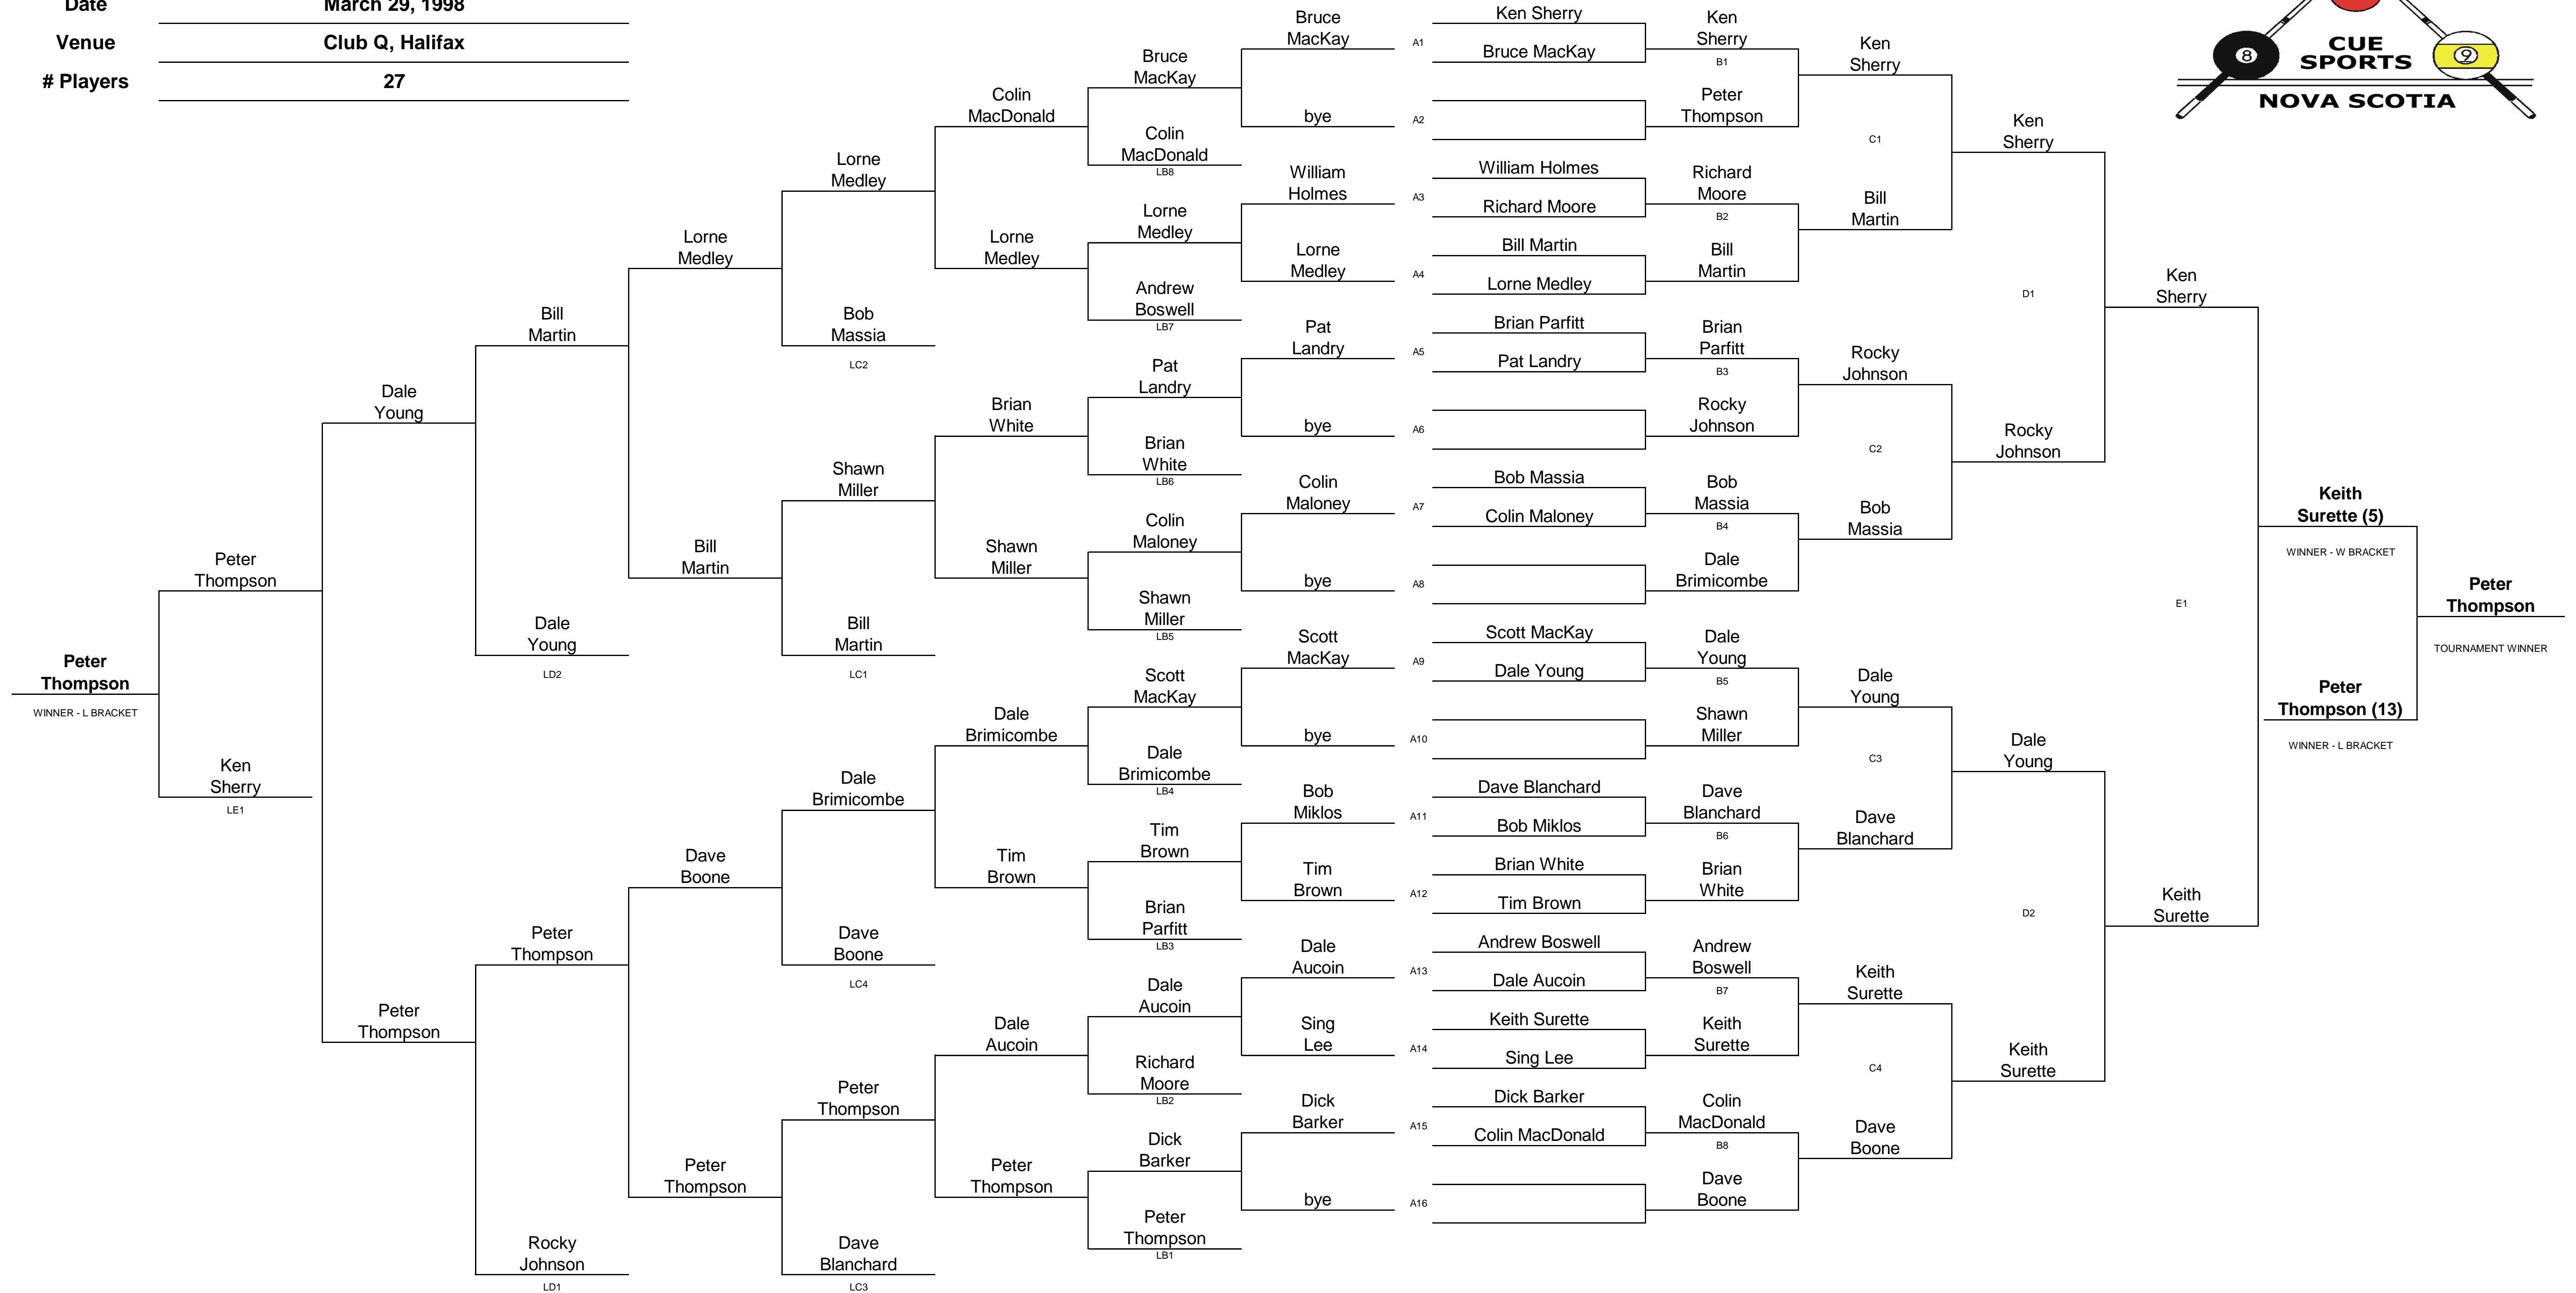 Date
March 29, 1998
Venue
Club Q, Halifax
# Players
27
CUE
SPORTS
NOVA SCOTIA
8
9
Peter
Thompson
WINNER - L BRACKET
Peter
Thompson
Ken
Sherry
LE1
Dale
Young
Peter
Thompson
Bill
Martin
Dale
Young
LD2
Peter
Thompson
Rocky
Johnson
LD1
Lorne
Medley
Bill
Martin
Dave
Boone
Peter
Thompson
Lorne
Medley
Bob
Massia
LC2
Shawn
Miller
Bill
Martin
LC1
Dale
Brimicombe
Dave
Boone
LC4
Peter
Thompson
Dave
Blanchard
LC3
Colin
MacDonald
Lorne
Medley
Brian
White
Shawn
Miller
Dale
Brimicombe
Tim
Brown
Dale
Aucoin
Peter
Thompson
Bruce
MacKay
Colin
MacDonald
LB8
Lorne
Medley
Andrew
Boswell
LB7
Pat
Landry
Brian
White
LB6
Colin
Maloney
Shawn
Miller
LB5
Scott
MacKay
Dale
Brimicombe
LB4
Tim
Brown
Brian
Parfitt
LB3
Dale
Aucoin
Richard
Moore
LB2
Dick
Barker
Peter
Thompson
LB1
Bruce
MacKay
bye
William
Holmes
Lorne
Medley
Pat
Landry
bye
Colin
Maloney
bye
Scott
MacKay
bye
Bob
Miklos
Tim
Brown
Dale
Aucoin
Sing
Lee
Dick
Barker
bye
A1
A2
A3
A4
A5
A6
A7
A8
A9
A10
A11
A12
A13
A14
A15
A16
Ken Sherry
Bruce MacKay
William Holmes
Richard Moore
Bill Martin
Lorne Medley
Brian Parfitt
Pat Landry
Bob Massia
Colin Maloney
Scott MacKay
Dale Young
Dave Blanchard
Bob Miklos
Brian White
Tim Brown
Andrew Boswell
Dale Aucoin
Keith Surette
Sing Lee
Dick Barker
Colin MacDonald
Ken
Sherry
B1
Peter
Thompson
Richard
Moore
B2
Bill
Martin
Brian
Parfitt
B3
Rocky
Johnson
Bob
Massia
B4
Dale
Brimicombe
Dale
Young
B5
Shawn
Miller
Dave
Blanchard
B6
Brian
White
Andrew
Boswell
B7
Keith
Surette
Colin
MacDonald
B8
Dave
Boone
Ken
Sherry
C1
Bill
Martin
Rocky
Johnson
C2
Bob
Massia
Dale
Young
C3
Dave
Blanchard
Keith
Surette
C4
Dave
Boone
Ken
Sherry
D1
Rocky
Johnson
Dale
Young
D2
Keith
Surette
Ken
Sherry
E1
Keith
Surette
Keith
Surette (5)
WINNER - W BRACKET
Peter
Thompson (13)
WINNER - L BRACKET
Peter
Thompson
TOURNAMENT WINNER